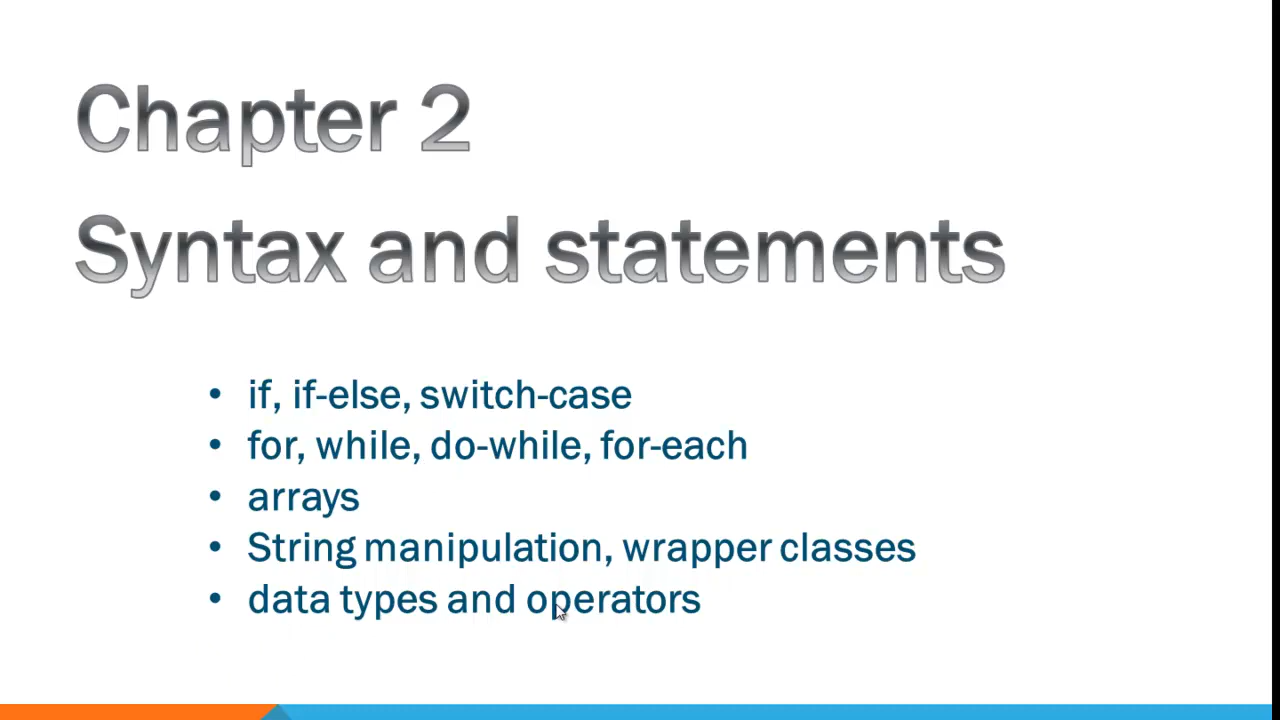 Chapter 2
Syntax and statements
• if, if-else, switch-case
• for, while, do-while, for-each
• arrays
• String manipulation, wrapper classes
• data types and operators